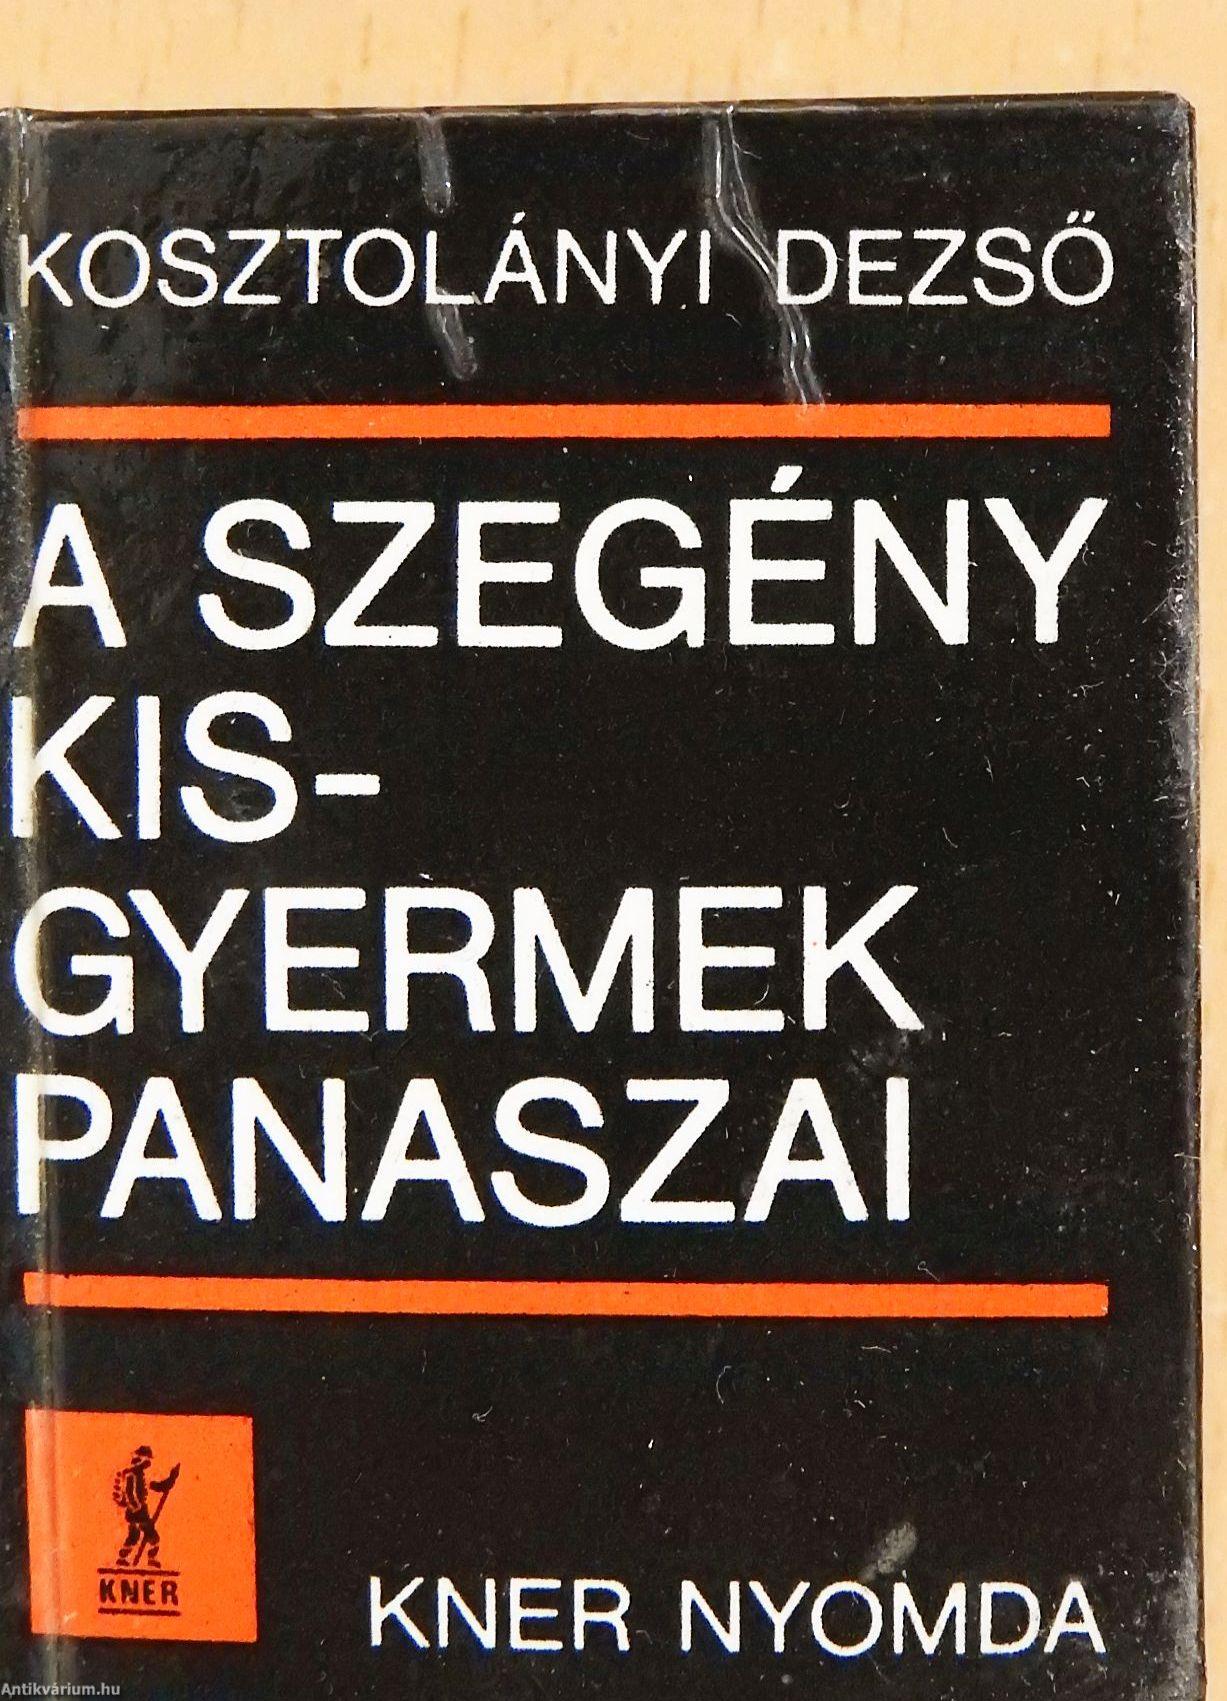 KOSZTOLÁNYI DEZSŐ
A SZEGÉNY
KIS-
GYERMEK
PANASZAI
KNER
KNER NYOMDA
Antikvárium.hu